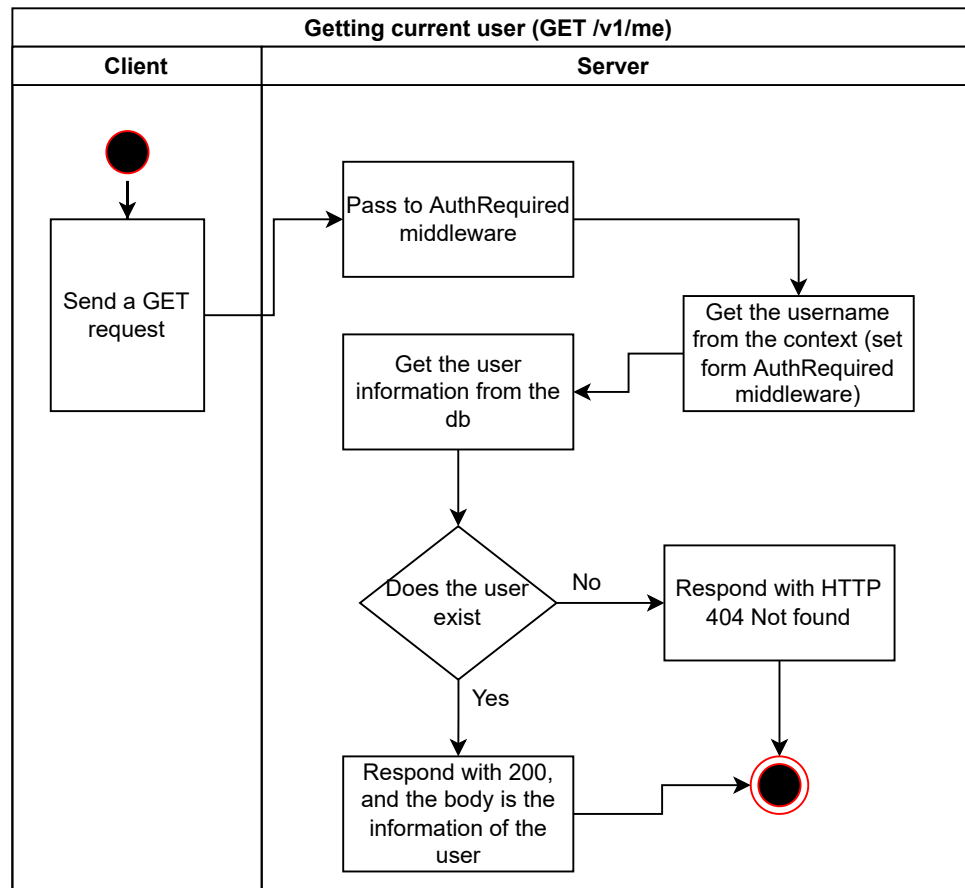 Getting current user (GET /v1/me)
Client
Server
Send a GET
request
Pass to AuthRequired
middleware
Get the username
from the context (set
form AuthRequired
middleware)
Get the user
information from the
db
Does the user
exist
No
Respond with HTTP
404 Not found
Yes
Respond with 200,
and the body is the
information of the
user